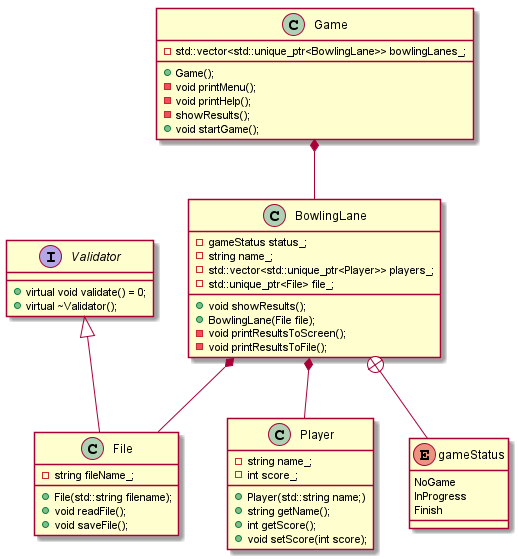 C Game
std::vector<std::unique_ptr<BowlingLane>> bowlingLanes_;
Game();
void printMenu();
void printHelp();
showResults();
void startGame();
C BowlingLane
gameStatus status_;
string name_;
std::vector<std::unique_ptr<Player>> players_;
std::unique_ptr<File> file_;
void showResults();
BowlingLane(File file);
void printResultsToScreen();
void printResultsToFile();
I Validator
virtual void validate() = 0;
virtual ~Validator();
C File
string fileName_;
File(std::string filename);
void readFile();
void saveFile();
C Player
string name_;
int score_;
Player(std::string name;)
string getName();
int getScore();
void setScore(int score);
E gameStatus
NoGame
InProgress
Finish